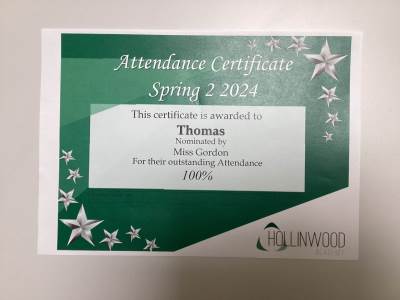 Attendance Certificate
Spring 2 2024
This certificate is awarded to
Thomas
Nominated by
Miss Gordon
For their outstanding Attendance
100%
HOLLINWOOD
ACADEMY